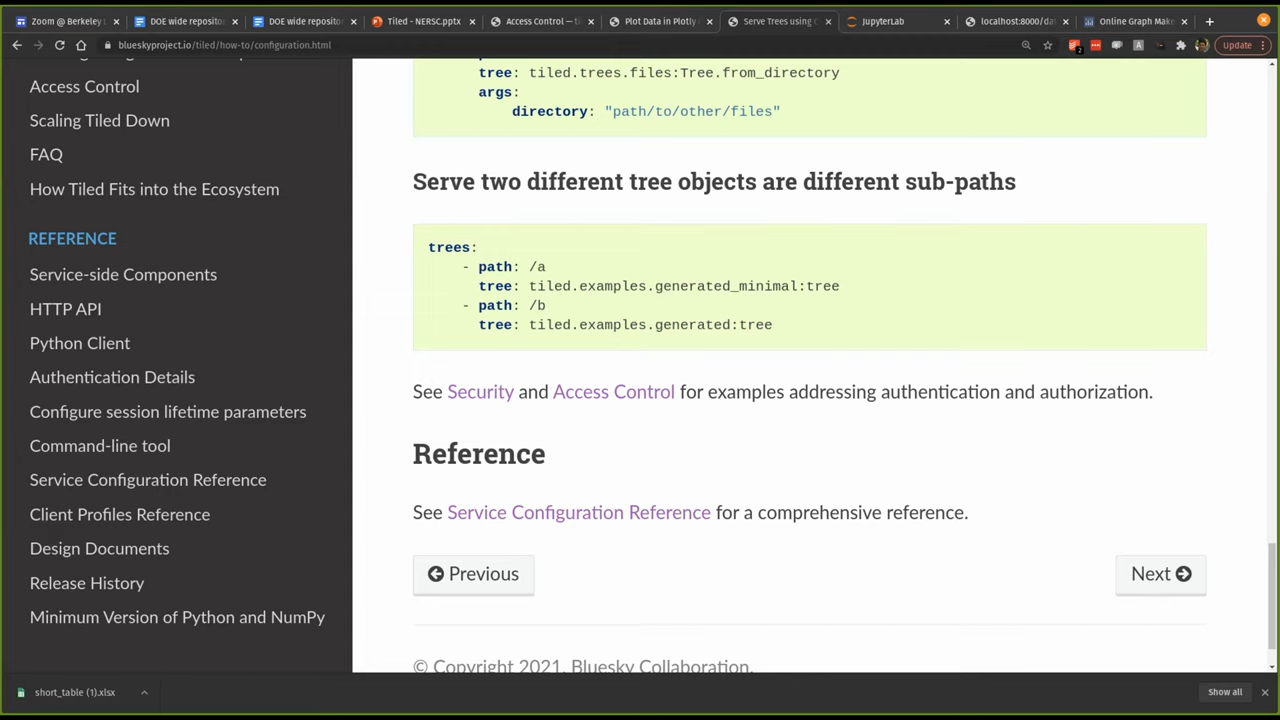 Zoom @ Berkeley
DOE wide reposito
DOE wide reposito
Tiled - NERSC.pptx
Access Control — ti
Plot Data in Plotly
Serve Trees using C
JupyterLab
localhost:8000/da
Online Graph Make
blueskyproject.io/tiled/how-to/configuration.html
2
A
Update
Access Control
Scaling Tiled Down
FAQ
How Tiled Fits into the Ecosystem
REFERENCE
Service-side Components
HTTP API
Python Client
Authentication Details
Configure session lifetime parameters
Command-line tool
Service Configuration Reference
Client Profiles Reference
Design Documents
Release History
Minimum Version of Python and NumPy
tree: tiled.trees.files:Tree.from_directory
args:
directory: "path/to/other/files"
Serve two different tree objects are different sub-paths
trees:
- path: /a
tree: tiled.examples.generated_minimal:tree
- path: /b
tree: tiled.examples.generated:tree
See Security and Access Control for examples addressing authentication and authorization.
Reference
See Service Configuration Reference for a comprehensive reference.
Previous
Next
© Copyright 2021, Bluesky Collaboration.
short_table (1).xlsx
Show all